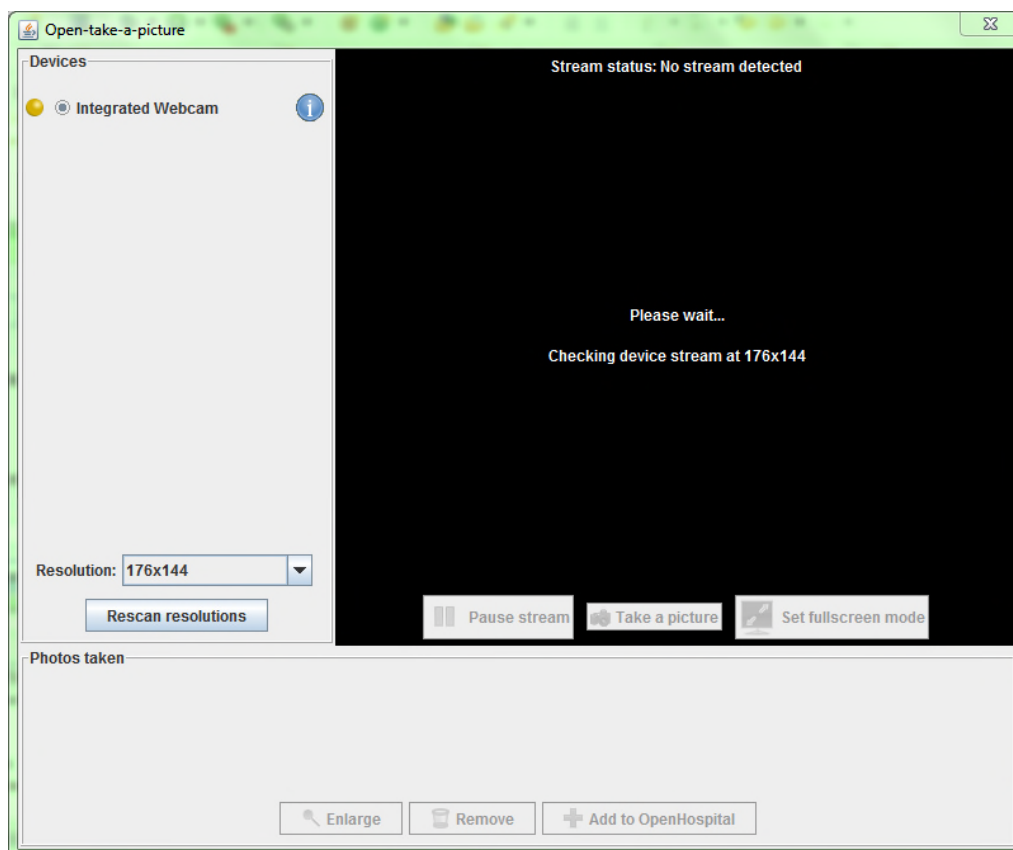 Open-take-a-picture
Devices
Integrated Webcam
Resolution: 176x144
Rescan resolutions
Stream status: No stream detected
Please wait...
Checking device stream at 176x144
Pause stream
Take a picture
Set fullscreen mode
Photos taken
Enlarge
Remove
Add to OpenHospital